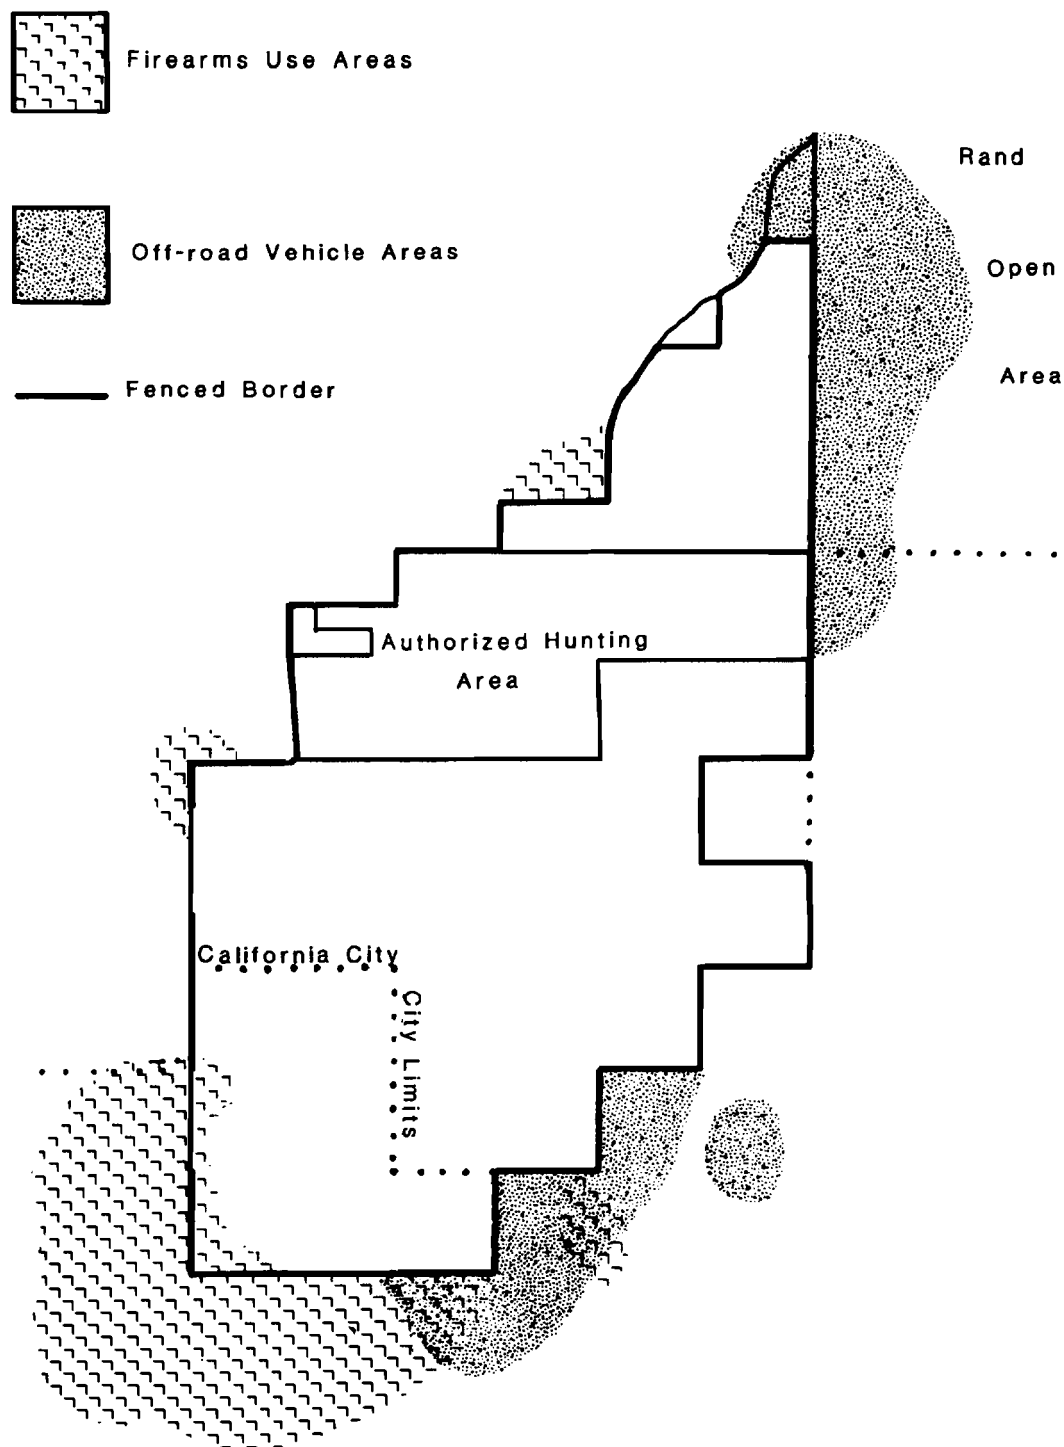 Firearms Use Areas
Off-road Vehicle Areas
Fenced Border
Rand
Open
Area
Authorized Hunting
Area
California City
City Limits